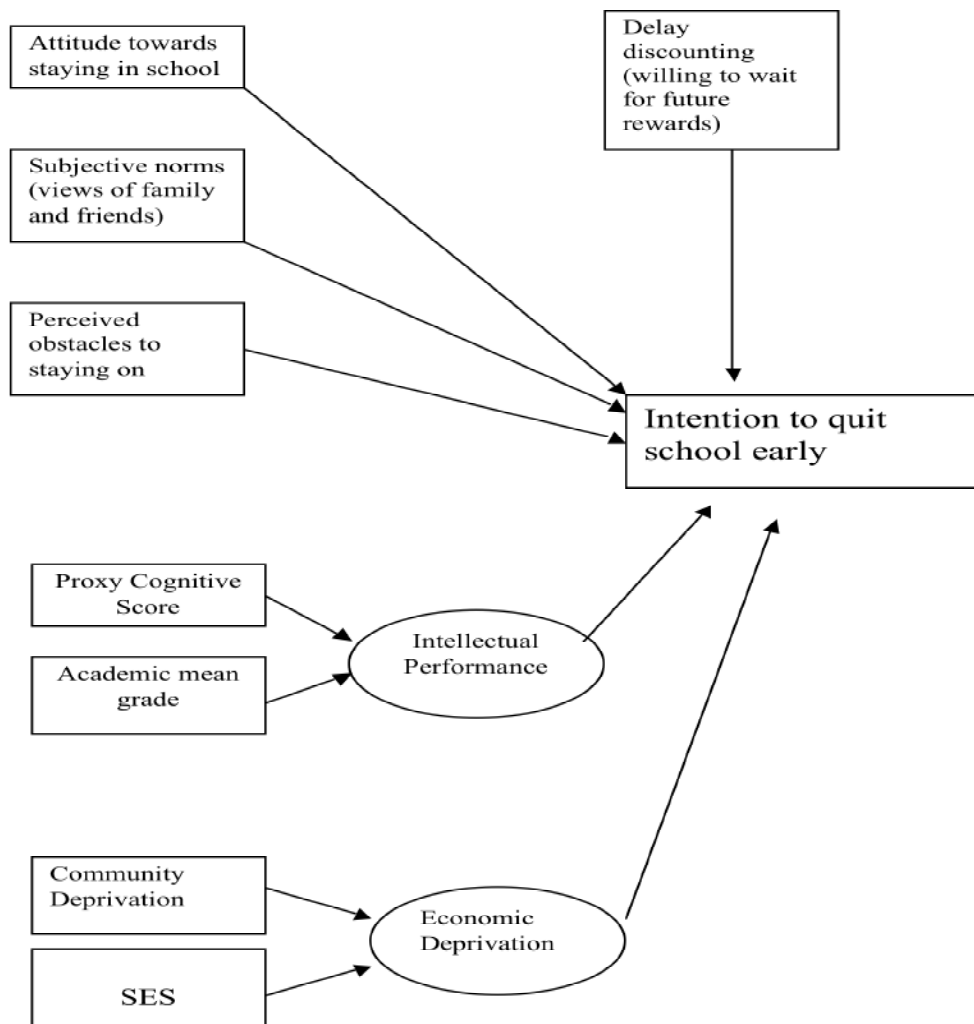 Attitude towards
staying in school
Delay
discounting
(willing to wait
for future
rewards)
Subjective norms
(views of family
and friends)
Perceived
obstacles to
staying on
Intention to quit
school early
Proxy Cognitive
Score
Intellectual
Performance
Academic mean
grade
Community
Deprivation
Economic
Deprivation
SES